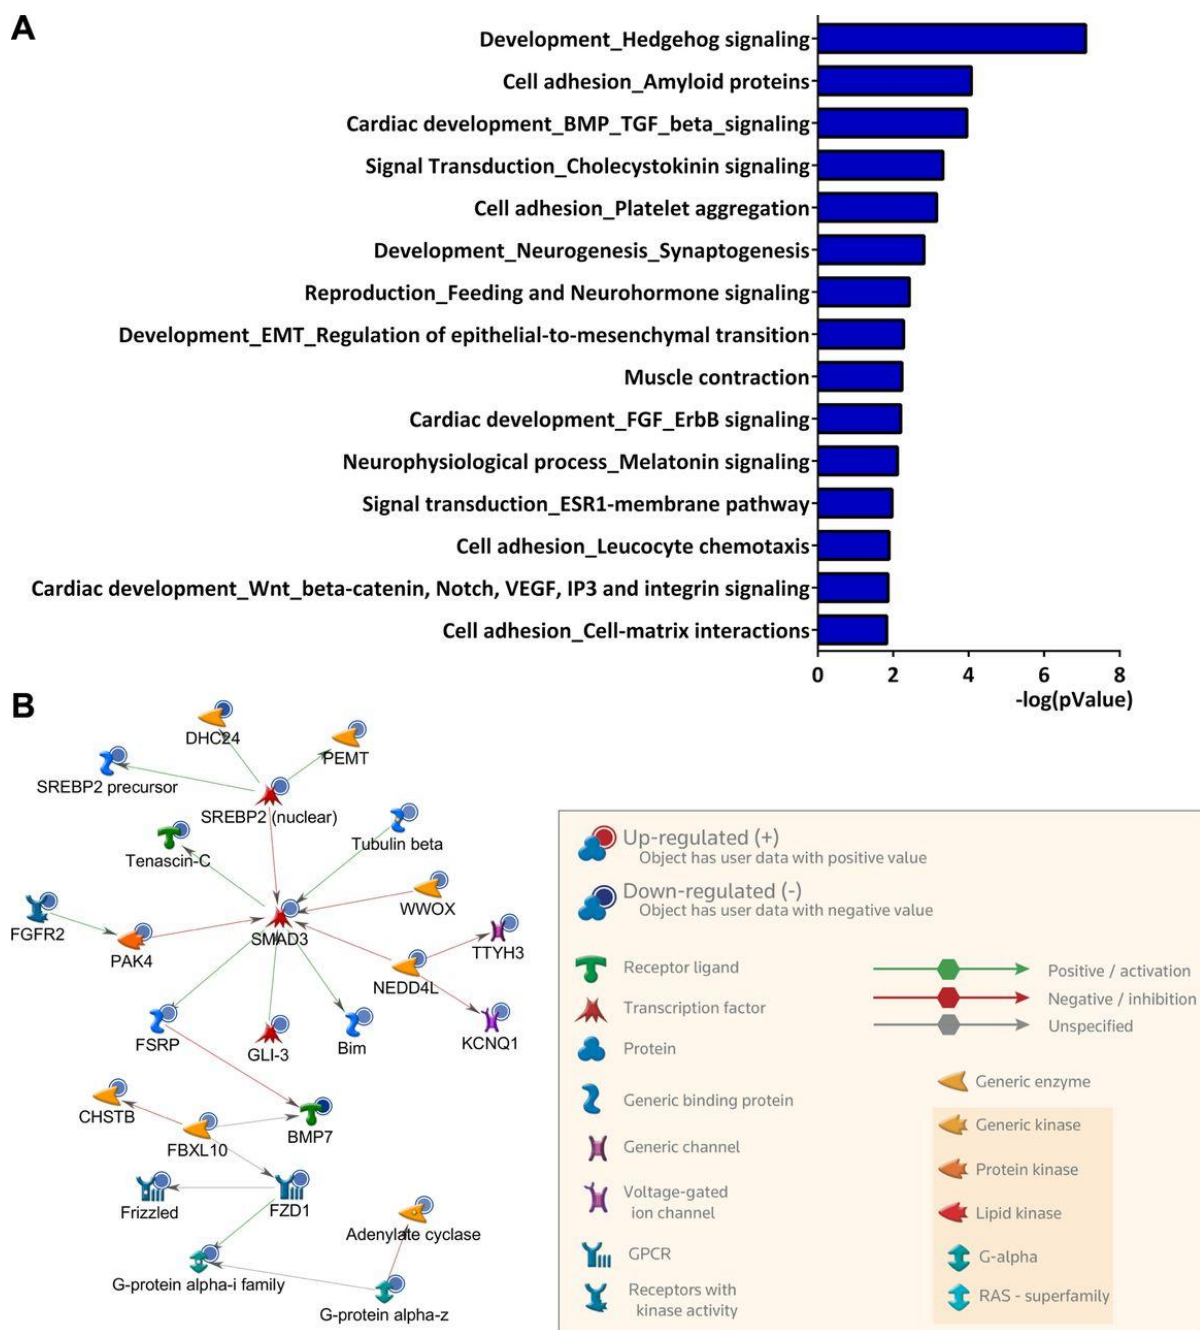 A
Development_Hedgehog signaling
Cell adhesion_Amyloid proteins
Cardiac development_BMP_TGF_beta_signaling
Signal Transduction_Cholecystokinin signaling
Cell adhesion_Platelet aggregation
Development_Neurogenesis_Synaptogenesis
Reproduction_Feeding and Neurohormone signaling
Development_EMT_Regulation of epithelial-to-mesenchymal transition
Muscle contraction
Cardiac development_FGF_ErbB signaling
Neurophysiological process_Melatonin signaling
Signal transduction_ESR1-membrane pathway
Cell adhesion_Leucocyte chemotaxis
Cardiac development_Wnt_beta-catenin, Notch, VEGF, IP3 and integrin signaling
Cell adhesion_Cell-matrix interactions
0 2 4 6 8
-log(pValue)
B
DHC24
PEMT
SREBP2 precursor
SREBP2 (nuclear)
Tubulin beta
Tenascin-C
WWOX
FGFR2
SMAD3
TTYH3
PAK4
NEDD4L
FSRP
GLI-3
Bim
KCNQ1
CHSTB
BMP7
FBXL10
Frizzled
FZD1
Adenylate cyclase
G-protein alpha-i family
G-protein alpha-z
Up-regulated (+)
Object has user data with positive value
Down-regulated (-)
Object has user data with negative value
Receptor ligand
Transcription factor
Protein
Generic binding protein
Generic channel
Voltage-gated
ion channel
GPCR
Receptors with
kinase activity
Positive / activation
Negative / inhibition
Unspecified
Generic enzyme
Generic kinase
Protein kinase
Lipid kinase
G-alpha
RAS - superfamily